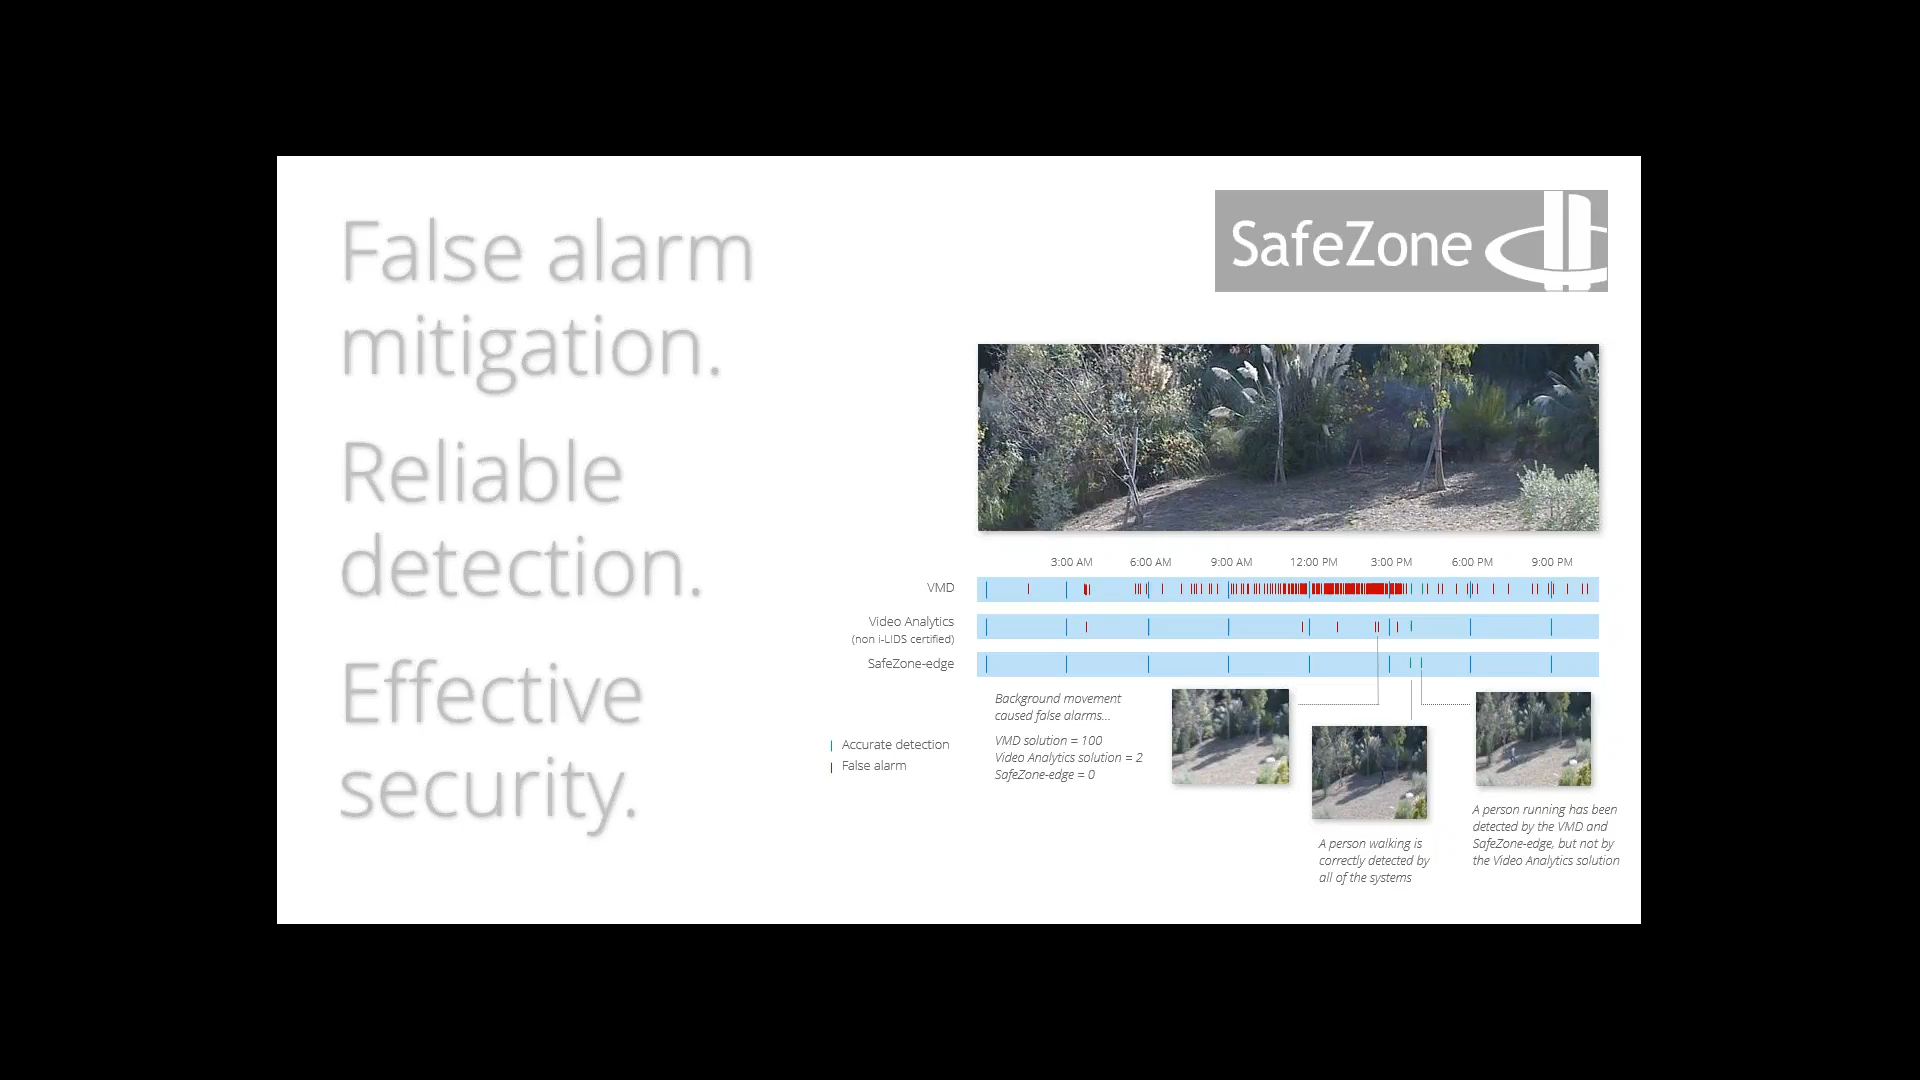 False alarm
mitigation.
Reliable
detection.
Effective
security.
SafeZone
3:00 AM 6:00 AM 9:00 AM 12:00 PM 3:00 PM 6:00 PM 9:00 PM
VMD
Video Analytics
(non i-LIDS certified)
SafeZone-edge
Accurate detection
False alarm
Background movement
caused false alarms...
VMD solution = 100
Video Analytics solution = 2
SafeZone-edge = 0
A person walking is
correctly detected by
all of the systems
A person running has been
detected by the VMD and
SafeZone-edge, but not by
the Video Analytics solution